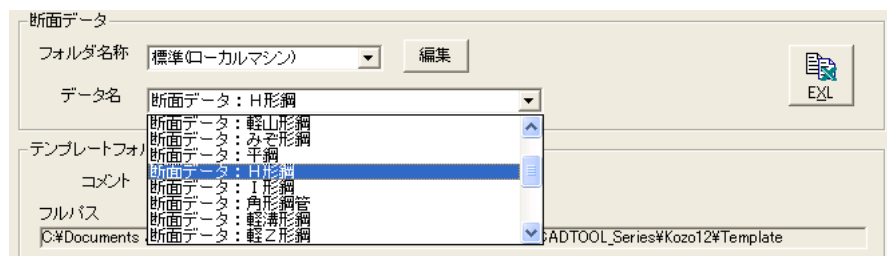 断面データ
フォルダ名称 標準(ローカルマシン) 編集
データ名 断面データ：H形鋼
EXL
断面データ：軽山形鋼
断面データ：みぞ形鋼
断面データ：平鋼
断面データ：H形鋼
断面データ：I形鋼
断面データ：角形鋼管
断面データ：軽溝形鋼
断面データ：軽Z形鋼
テンプレートフォ
コメント
フルパス
C:¥Documents ADTOOL_Series¥Kozo12¥Template